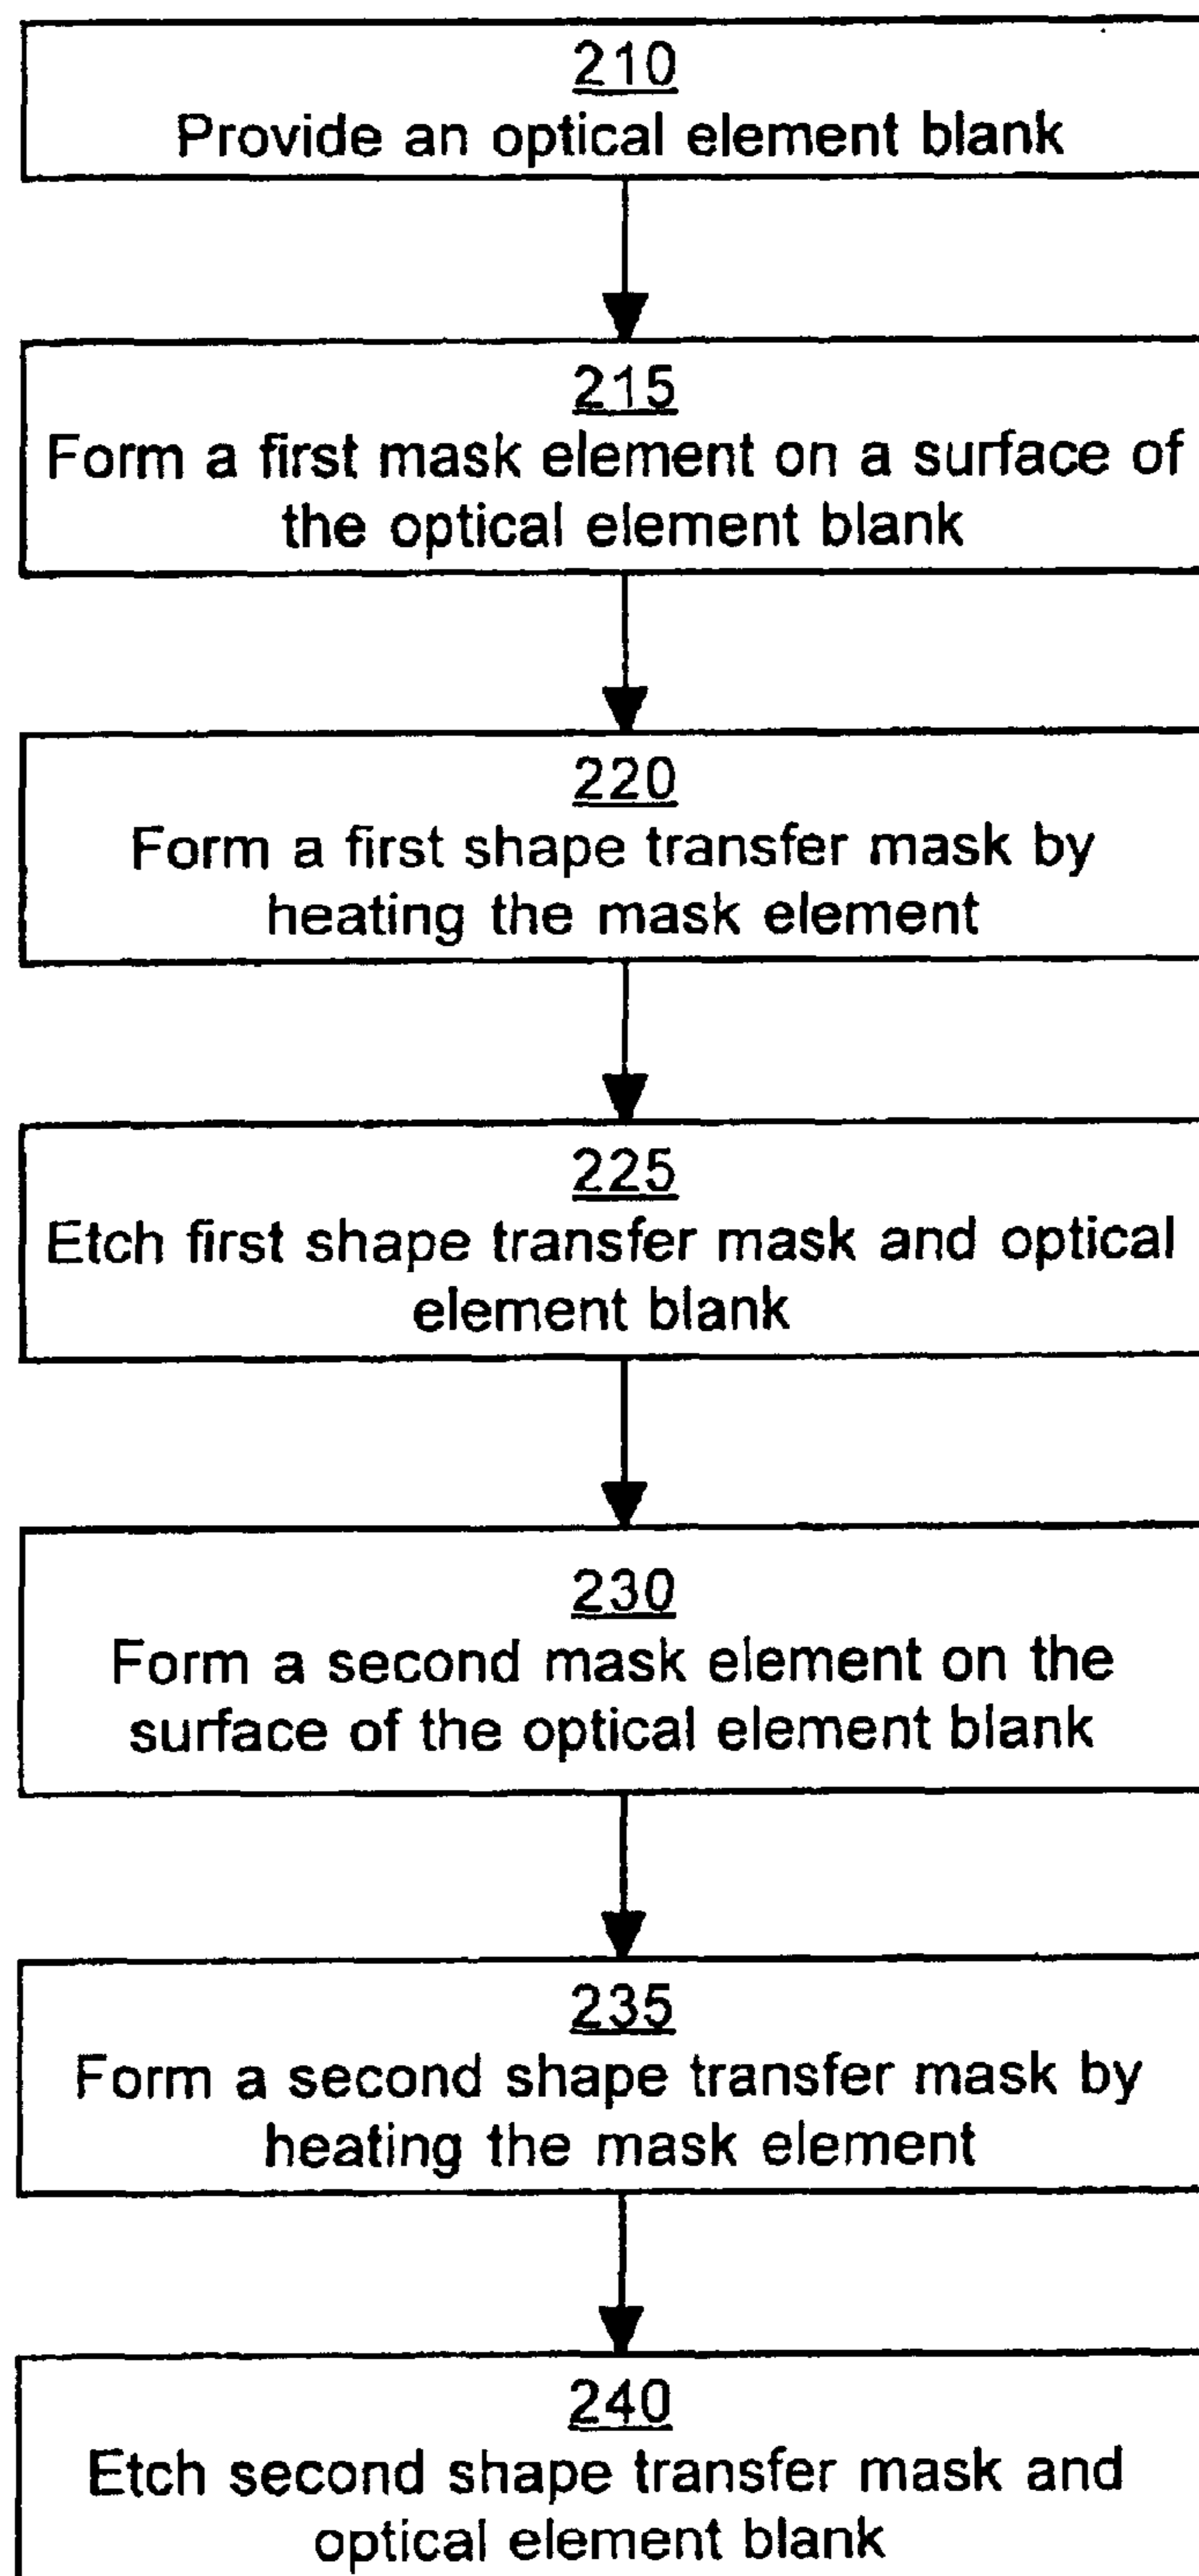 210
Provide an optical element blank
215
Form a first mask element on a surface of
the optical element blank
220
Form a first shape transfer mask by
heating the mask element
225
Etch first shape transfer mask and optical
element blank
230
Form a second mask element on the
surface of the optical element blank
235
Form a second shape transfer mask by
heating the mask element
240
Etch second shape transfer mask and
optical element blank